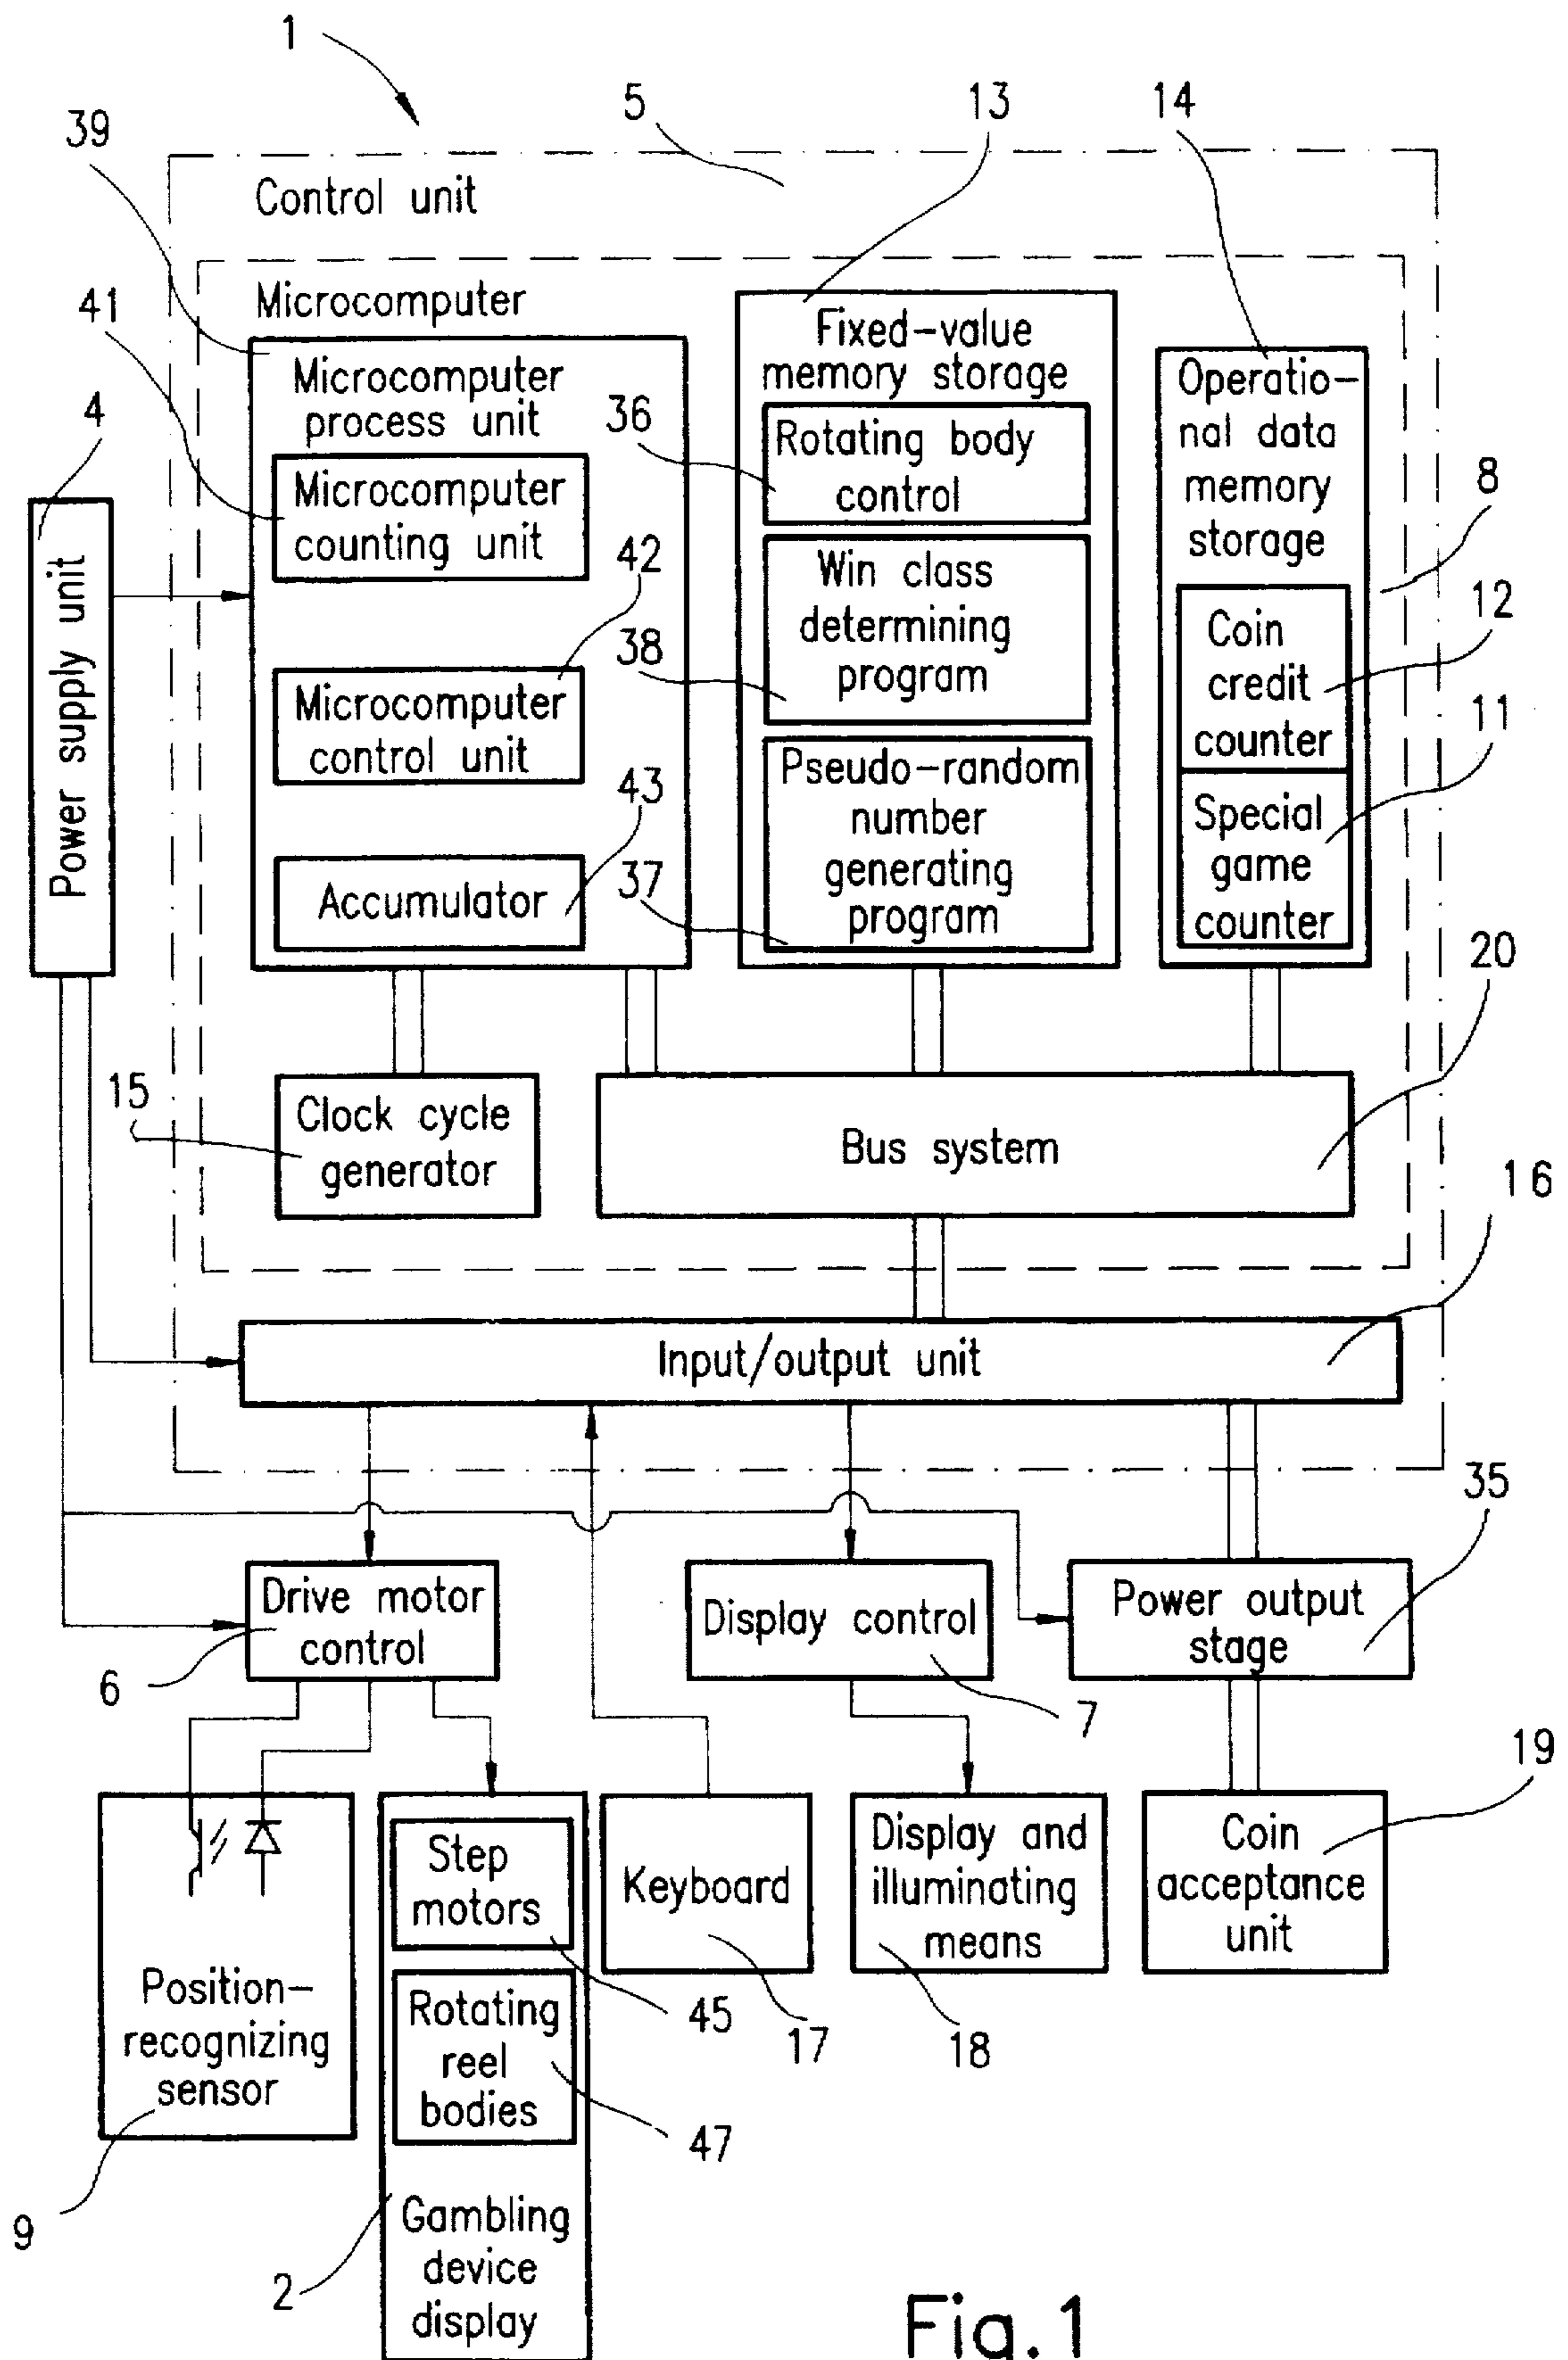 1
39
5
13
14
Control unit
41
Microcomputer
Microcomputer
process unit
Microcomputer
counting unit
42
Microcomputer
control unit
43
Accumulator
Fixed-value
memory storage
36
Rotating body
control
Win class
determining
program
38
Pseudo-random
number
generating
program
37
Operatio-
nal data
memory
storage
8
12
Coin
credit
counter
11
Special
game
counter
4
Power supply unit
20
15
Clock cycle
generator
Bus system
16
Input/output unit
35
Drive motor
control
6
Display control
7
Power output
stage
19
Position-
recognizing
sensor
9
Step
motors
45
Rotating
reel
bodies
47
Gambling
device
display
2
Keyboard
17
Display and
illuminating
means
18
Coin
acceptance
unit
Fig.1